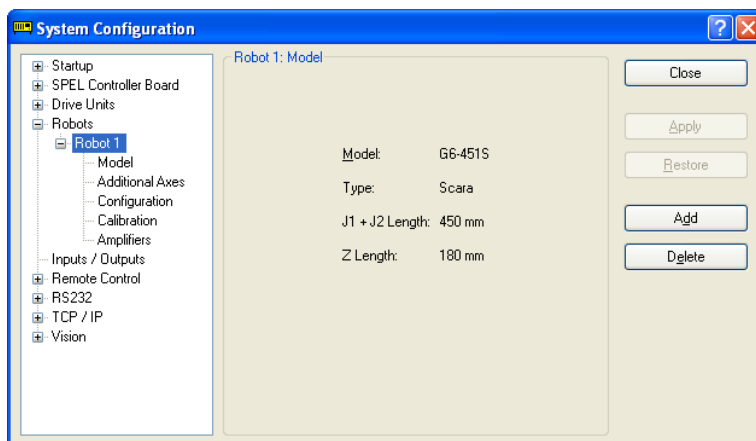 System Configuration
Startup
SPEL Controller Board
Drive Units
Robots
Robot 1
Model
Additional Axes
Configuration
Calibration
Amplifiers
Inputs / Outputs
Remote Control
RS232
TCP / IP
Vision
Robot 1: Model
Model: G6-451S
Type: Scara
J1 + J2 Length: 450 mm
Z Length: 180 mm
Close
Apply
Restore
Add
Delete